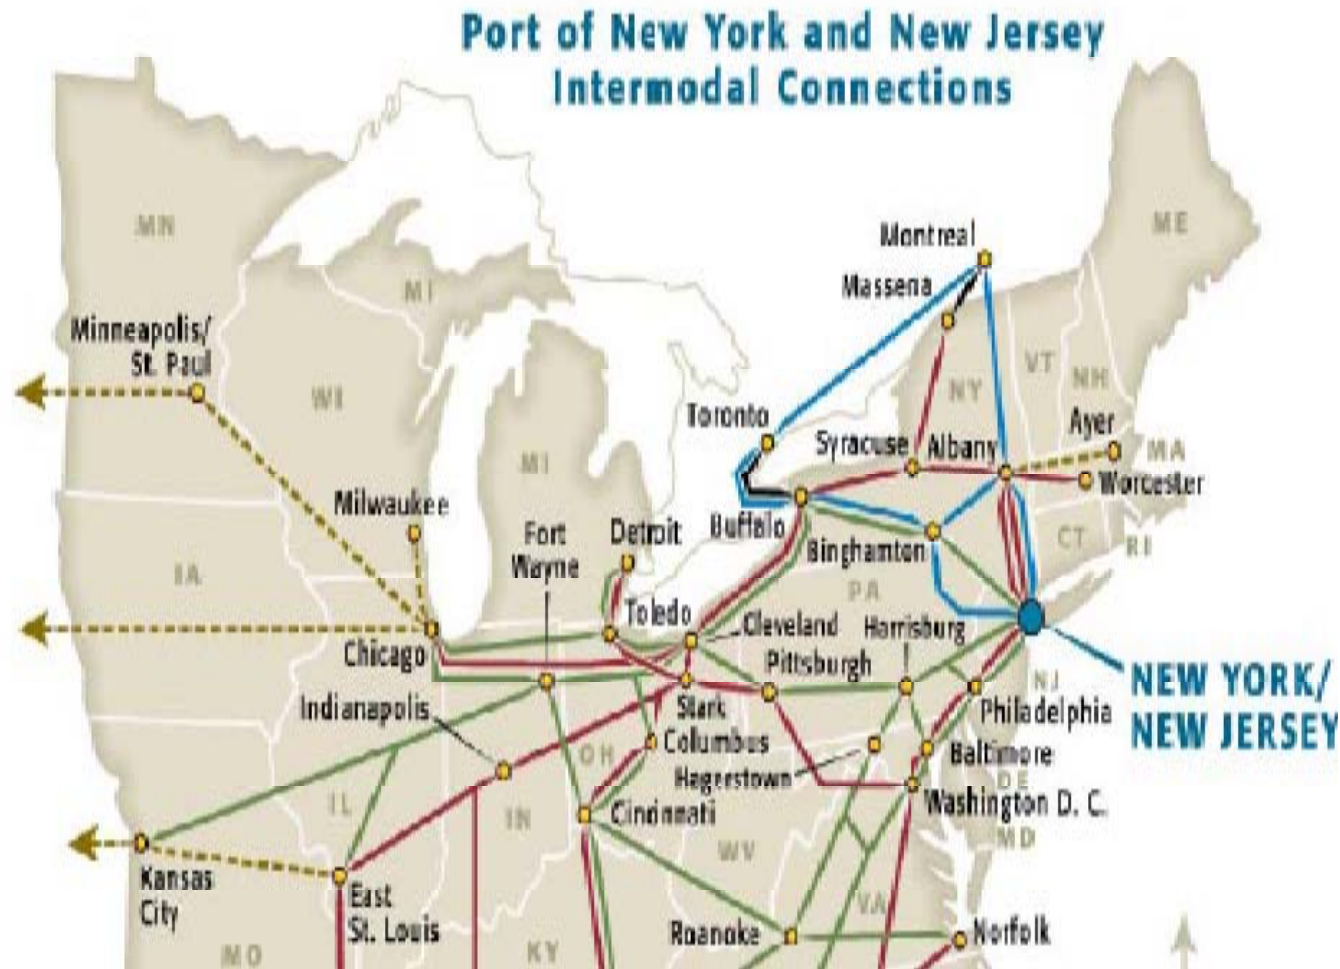 Port of New York and New Jersey
Intermodal Connections
ME
MN
Montreal
MI
Massena
Minneapolis/
St. Paul
VT
NH
NY
WI
Toronto
Ayer
Syracuse
Albany
MA
MI
Worcester
Milwaukee
Fort
Wayne
Detroit
Buffalo
Binghamton
CT
RI
IA
PA
Toledo
Cleveland
Harrisburg
Chicago
Pittsburgh
NEW YORK/
NEW JERSEY
NJ
Indianapolis
Stark
Philadelphia
Columbus
OH
Baltimore
Hagerstown
DE
IL
IN
Cincinnati
Washington D. C.
MD
WV
Kansas
City
East
St. Louis
VA
Roanoke
Norfolk
MO
KY